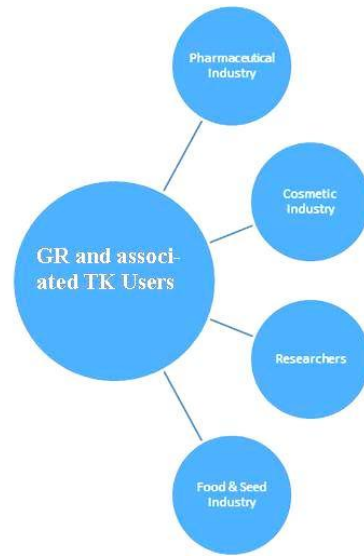 Pharmaceutical
Industry
Cosmetic
Industry
GR and associ-
ated TK Users
Researchers
Food & Seed
Industry